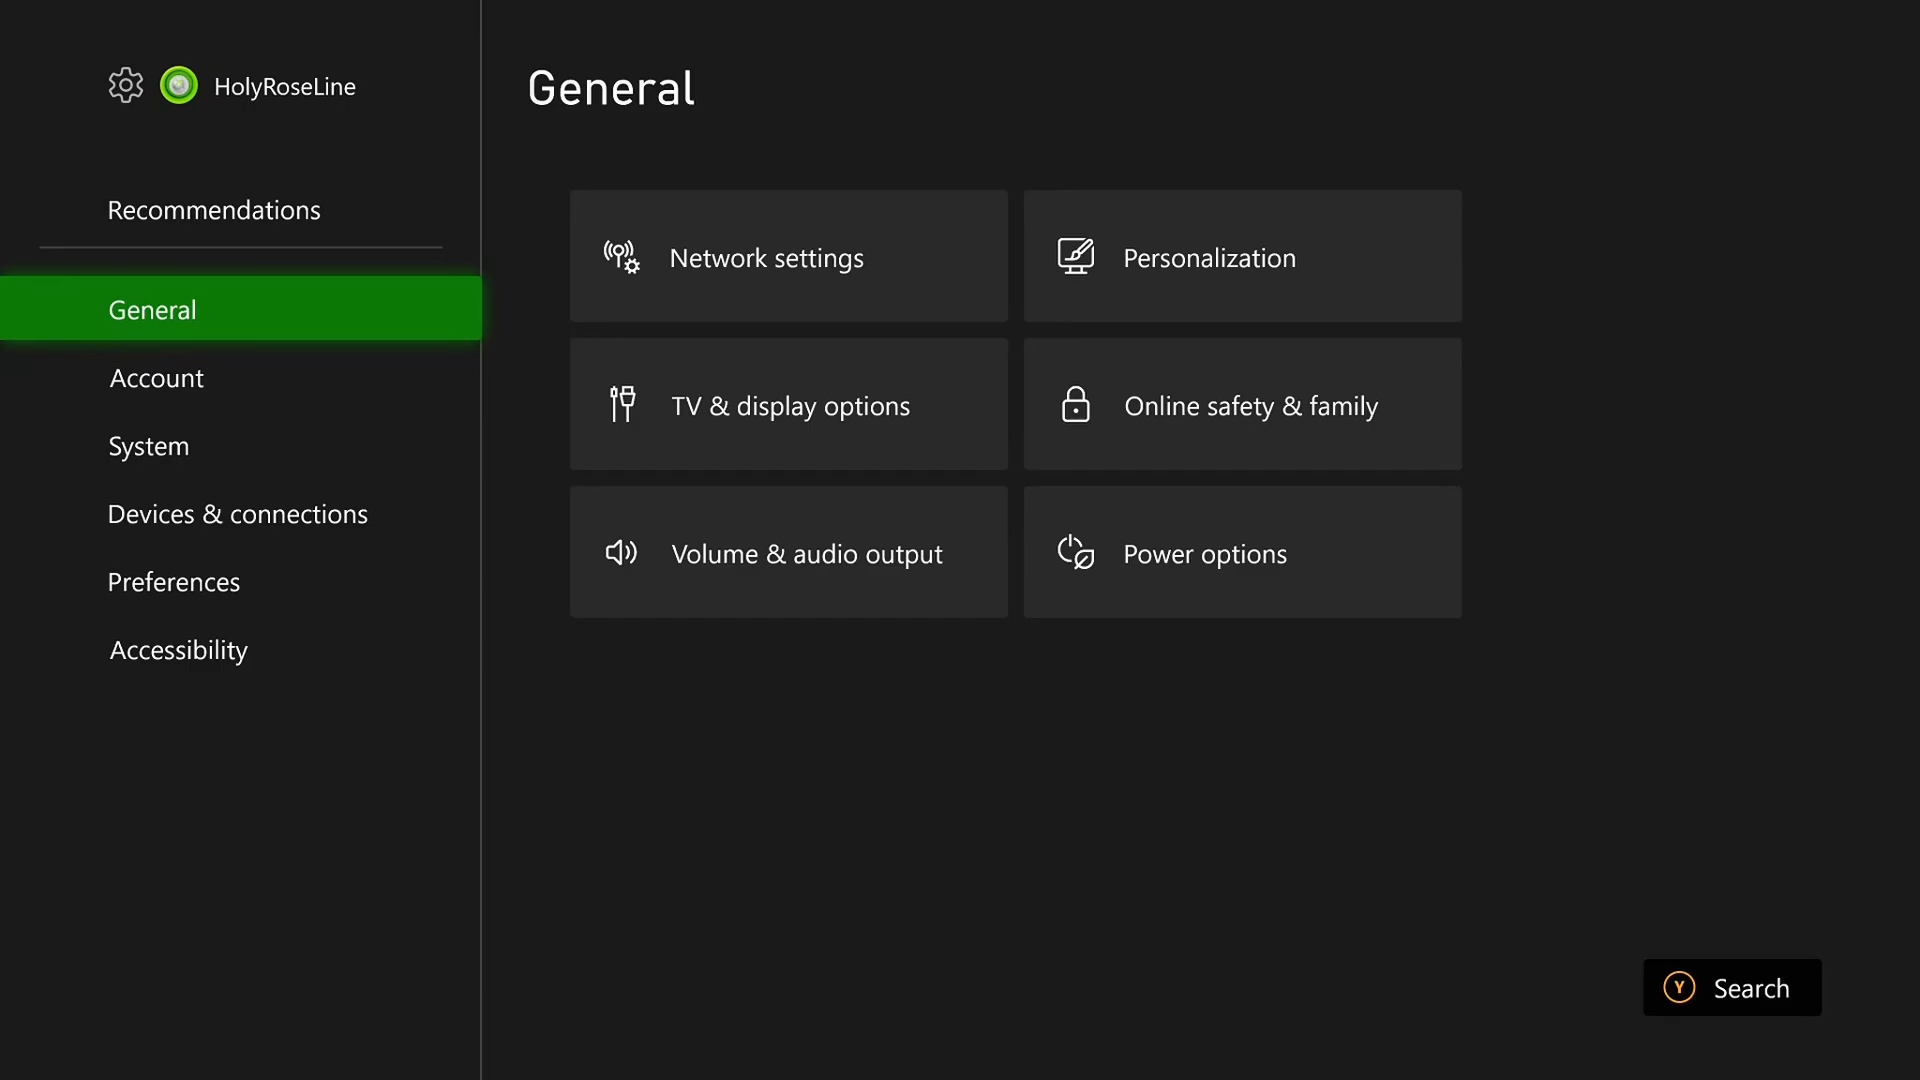 HolyRoseLine
Recommendations
General
Account
System
Devices & connections
Preferences
Accessibility
General
Network settings
Personalization
TV & display options
Online safety & family
Volume & audio output
Power options
Y Search